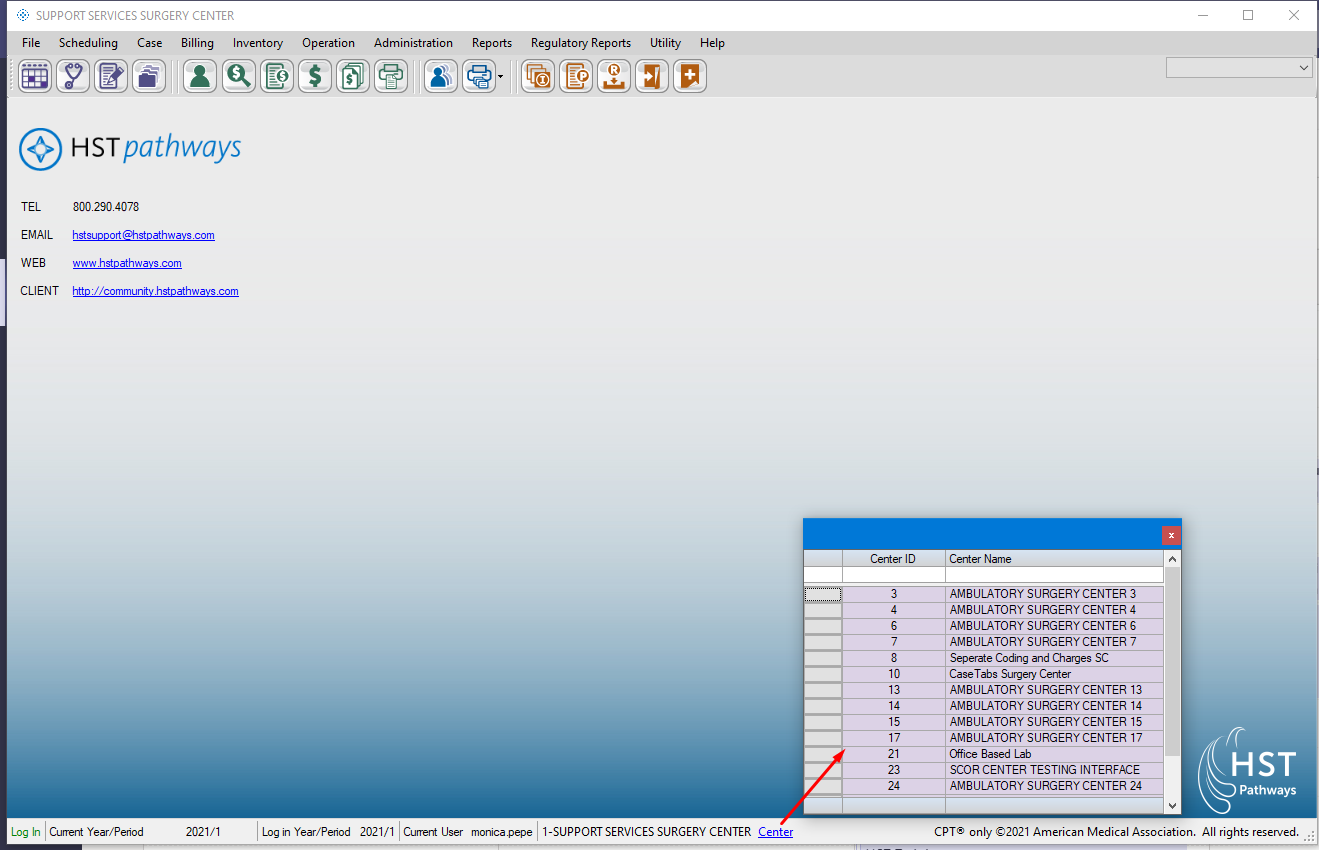 SUPPORT SERVICES SURGERY CENTER
File Scheduling Case Billing Inventory Operation Administration Reports Regulatory Reports Utility Help
HST pathways
TEL 800.290.4078
EMAIL hstsupport@hstpathways.com
WEB www.hstpathways.com
CLIENT http://community.hstpathways.com
x
Center ID Center Name
3 AMBULATORY SURGERY CENTER 3
4 AMBULATORY SURGERY CENTER 4
6 AMBULATORY SURGERY CENTER 6
7 AMBULATORY SURGERY CENTER 7
8 Seperate Coding and Charges SC
10 CaseTabs Surgery Center
13 AMBULATORY SURGERY CENTER 13
14 AMBULATORY SURGERY CENTER 14
15 AMBULATORY SURGERY CENTER 15
17 AMBULATORY SURGERY CENTER 17
21 Office Based Lab
23 SCOR CENTER TESTING INTERFACE
24 AMBULATORY SURGERY CENTER 24
HST
Pathways
Log In Current Year/Period 2021/1 Log in Year/Period 2021/1 Current User monica.pepe 1-SUPPORT SERVICES SURGERY CENTER Center CPT® only ©2021 American Medical Association. All rights reserved.